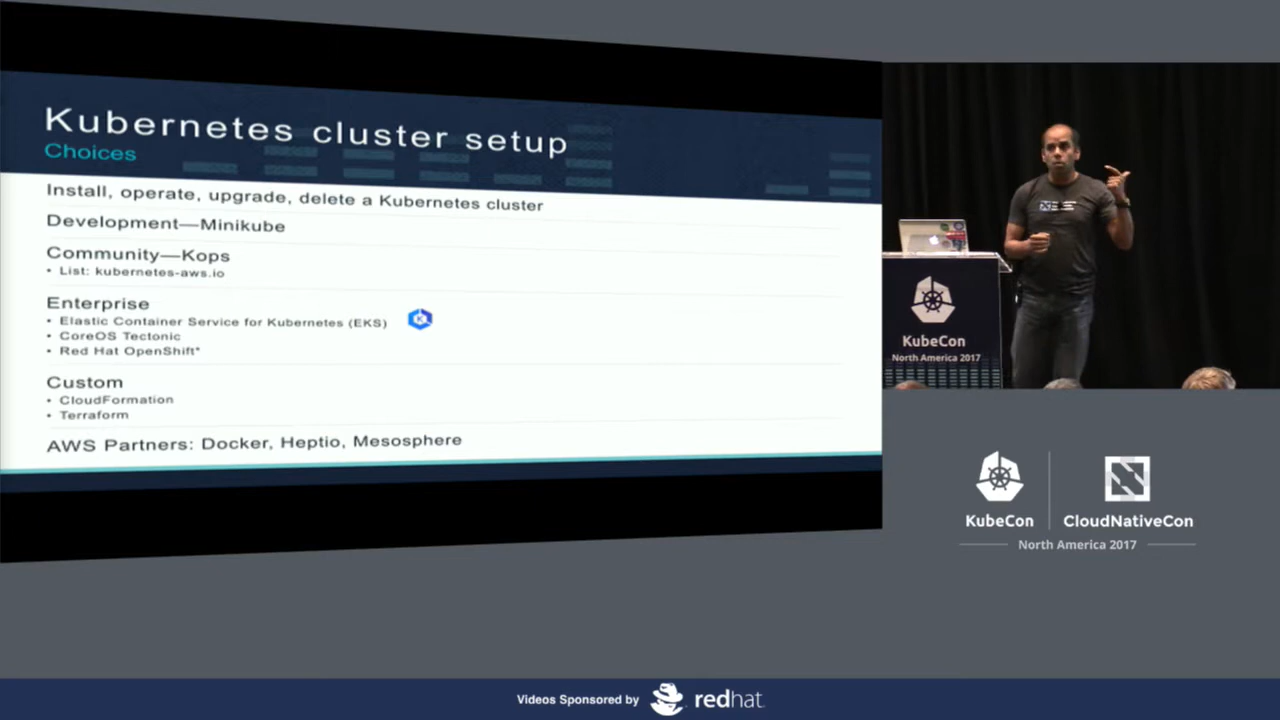 Kubernetes cluster setup
Choices
Install, operate, upgrade, delete a Kubernetes cluster
Development—Minikube
Community—Kops
• List: kubernetes-aws.io
Enterprise
• Elastic Container Service for Kubernetes (EKS)
• CoreOS Tectonic
• Red Hat OpenShift*
Custom
• CloudFormation
• Terraform
AWS Partners: Docker, Heptio, Mesosphere
KubeCon
North America 2017
KubeCon
CloudNativeCon
North America 2017
Videos Sponsored by
redhat.